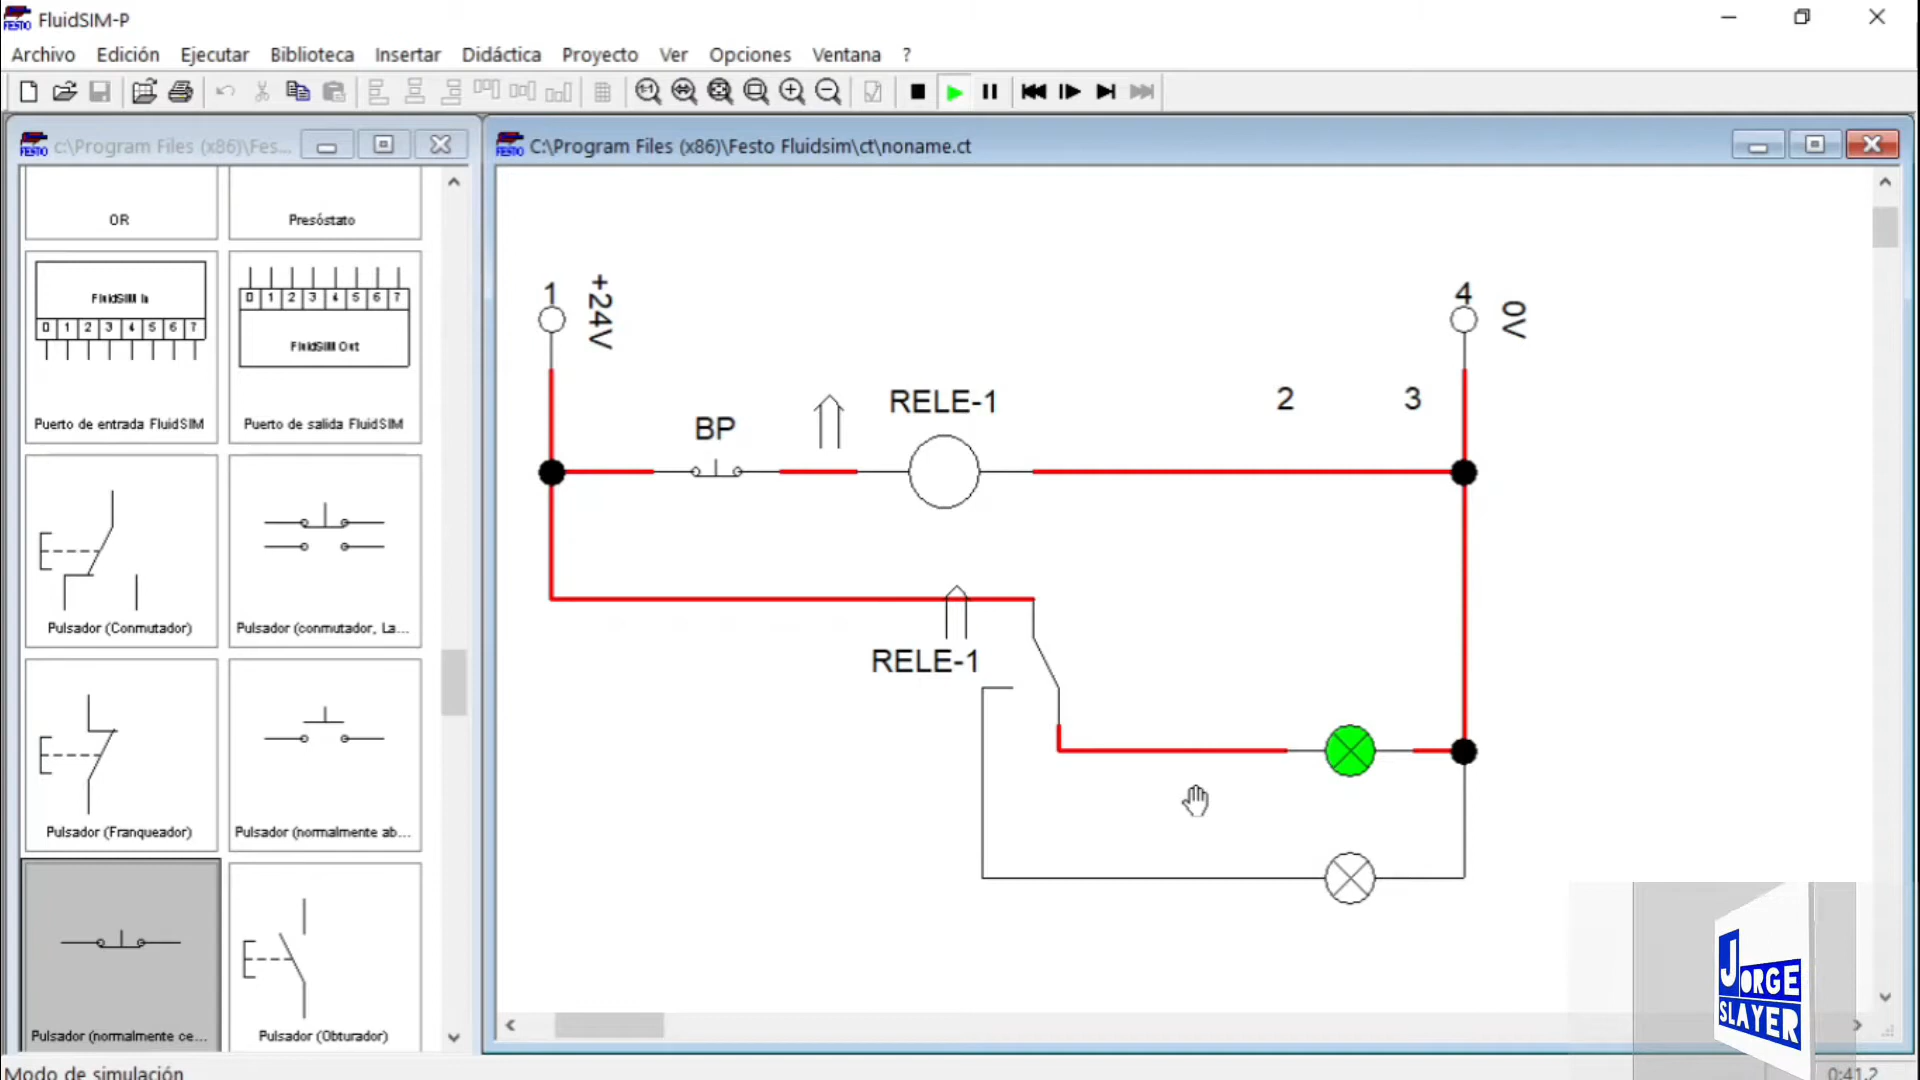 FESTO FluidSIM-P
Archivo Edición Ejecutar Biblioteca Insertar Didáctica Proyecto Ver Opciones Ventana ?
FESTO c:\Program Files (x86)\Fes...
OR
Presóstato
FluidSIM In
0 1 2 3 4 5 6 7
Puerto de entrada FluidSIM
0 1 2 3 4 5 6 7
FluidSIM Out
Puerto de salida FluidSIM
Pulsador (Conmutador)
Pulsador (conmutador, La...
Pulsador (Franqueador)
Pulsador (normalmente ab...
Pulsador (normalmente ce...
Pulsador (Obturador)
FESTO C:\Program Files (x86)\Festo Fluidsim\ct\noname.ct
1
+24V
4
0V
BP
RELE-1
2
3
RELE-1
JORGE
SLAYER
Modo de simulación
0:41.2